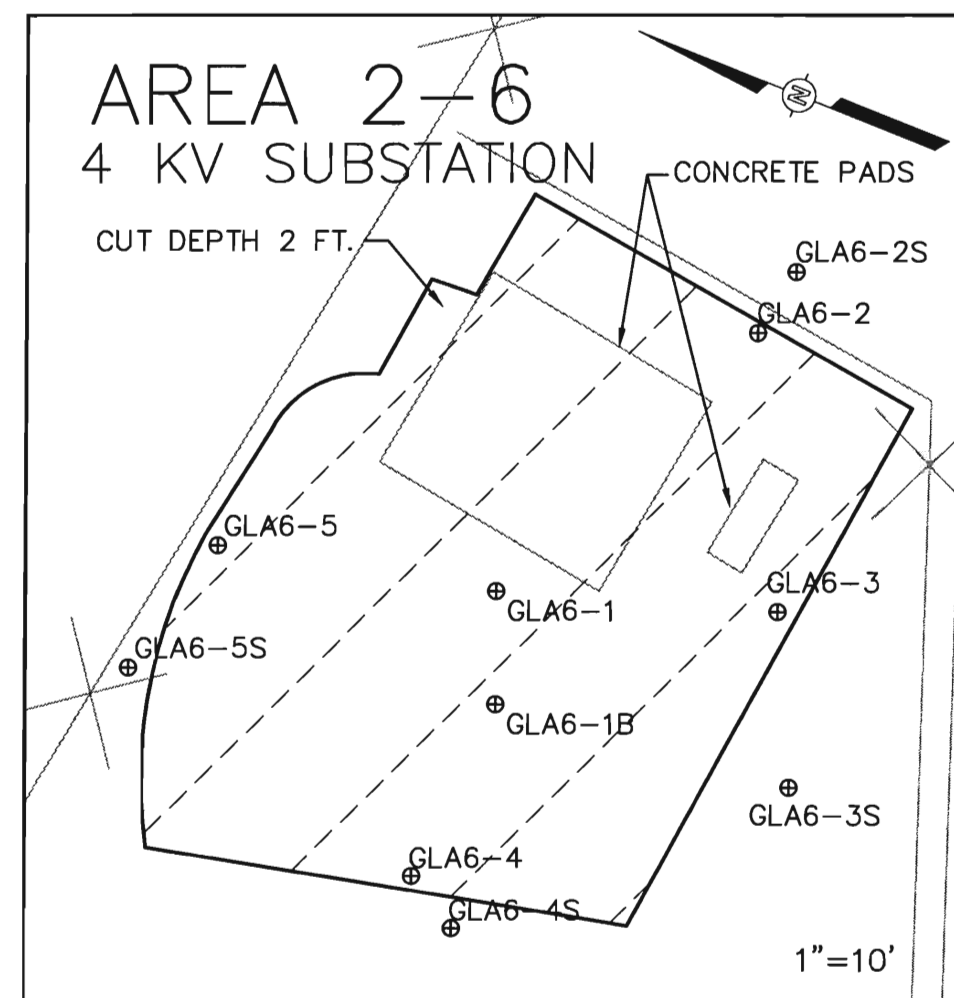 AREA 2-6
4 KV SUBSTATION
N
CONCRETE PADS
CUT DEPTH 2 FT.
GLA6-2S
GLA6-2
GLA6-5
GLA6-1
GLA6-3
GLA6-5S
GLA6-1B
GLA6-3S
GLA6-4
GLA6-4S
1"=10'